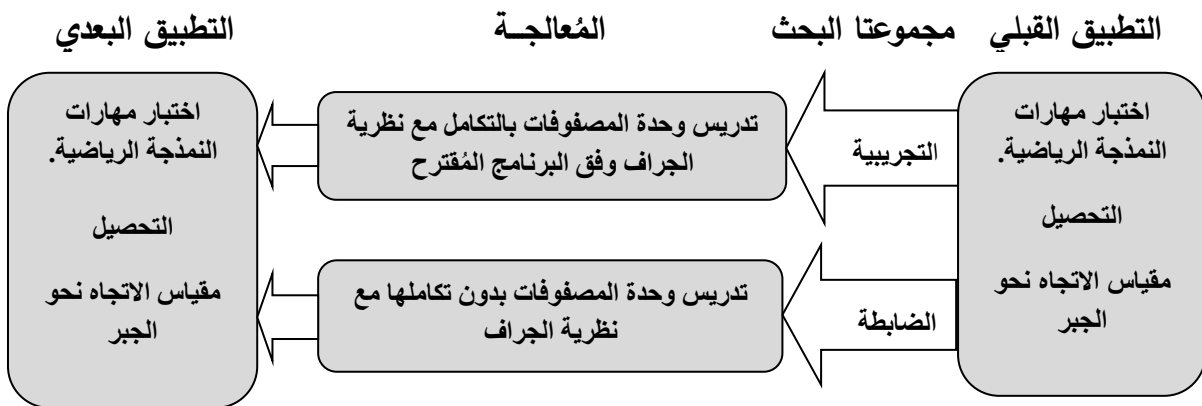 التطبيق القبلي
مجموعتا البحث
المُعالجــة
التطبيق البعدي
اختبار مهارات
النمذجة الرياضية.
التحصيل
مقياس الاتجاه نحو
الجبر
التجريبية
الضابطة
تدريس وحدة المصفوفات بالتكامل مع نظرية
الجراف وفق البرنامج المُقترح
تدريس وحدة المصفوفات بدون تكاملها مع
نظرية الجراف
اختبار مهارات
النمذجة الرياضية.
التحصيل
مقياس الاتجاه نحو
الجبر